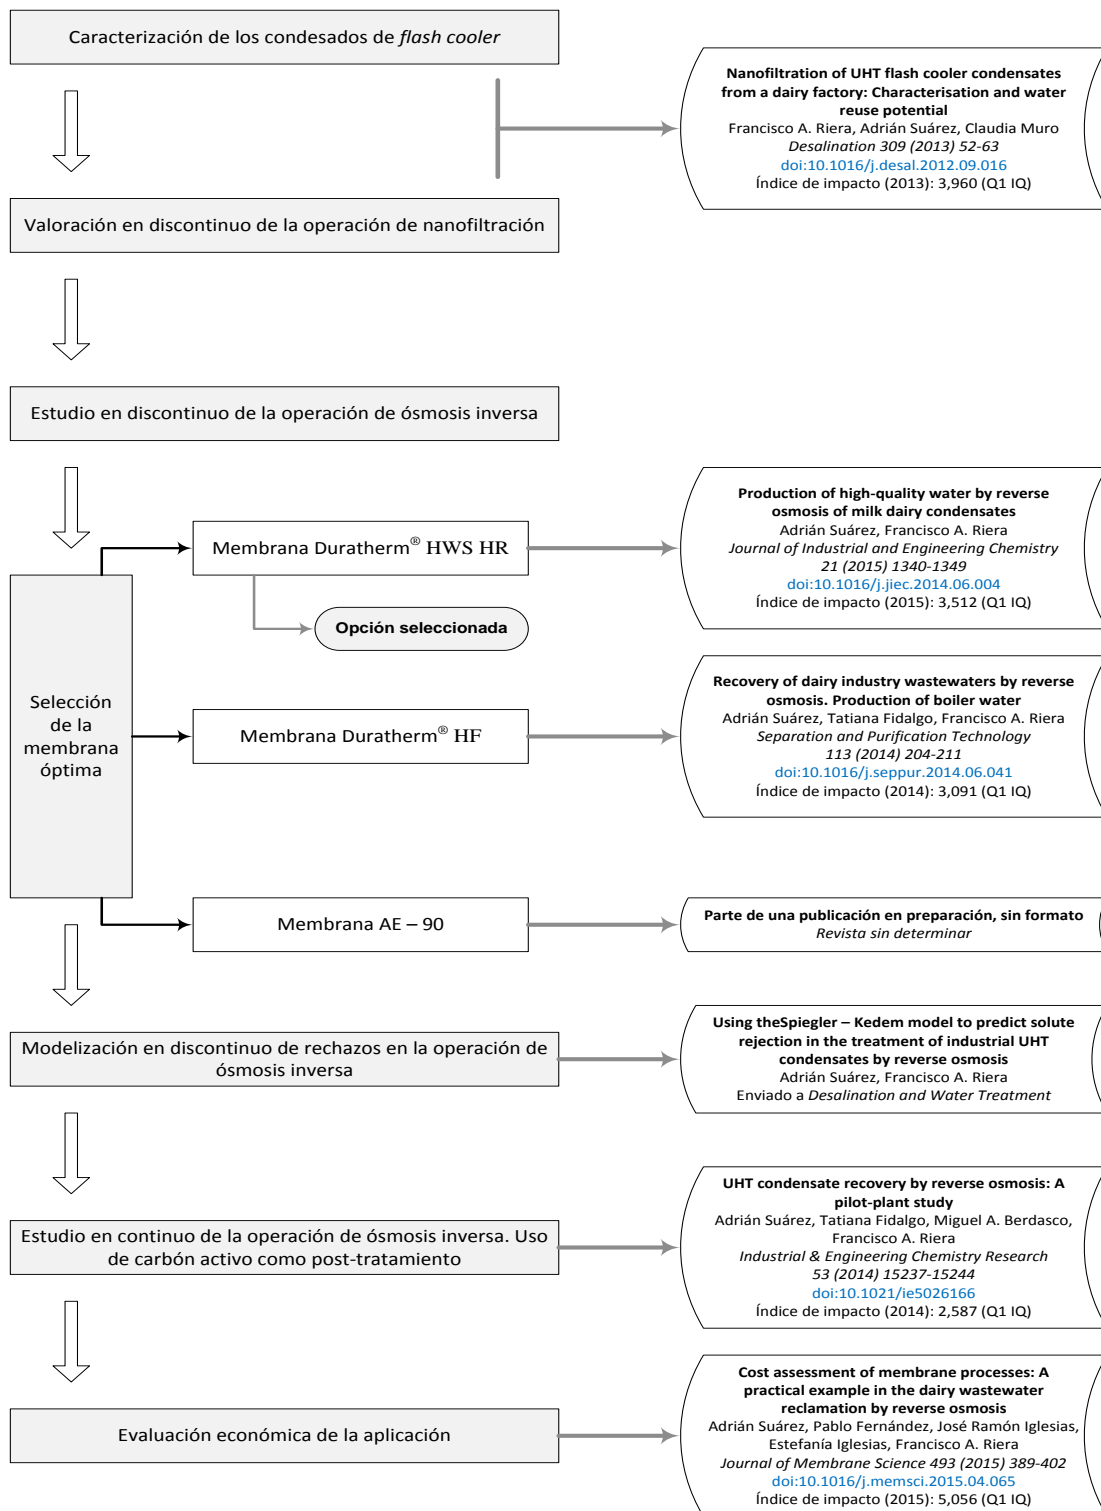 Caracterización de los condesados de flash cooler
Nanofiltration of UHT flash cooler condensates
from a dairy factory: Characterisation and water
reuse potential
Francisco A. Riera, Adrián Suárez, Claudia Muro
Desalination 309 (2013) 52-63
doi:10.1016/j.desal.2012.09.016
Índice de impacto (2013): 3,960 (Q1 IQ)
Valoración en discontinuo de la operación de nanofiltración
Estudio en discontinuo de la operación de ósmosis inversa
Selección
de la
membrana
óptima
Membrana Duratherm® HWS HR
Opción seleccionada
Production of high-quality water by reverse
osmosis of milk dairy condensates
Adrián Suárez, Francisco A. Riera
Journal of Industrial and Engineering Chemistry
21 (2015) 1340-1349
doi:10.1016/j.jiec.2014.06.004
Índice de impacto (2015): 3,512 (Q1 IQ)
Membrana Duratherm® HF
Recovery of dairy industry wastewaters by reverse
osmosis. Production of boiler water
Adrián Suárez, Tatiana Fidalgo, Francisco A. Riera
Separation and Purification Technology
113 (2014) 204-211
doi:10.1016/j.seppur.2014.06.041
Índice de impacto (2014): 3,091 (Q1 IQ)
Membrana AE – 90
Parte de una publicación en preparación, sin formato
Revista sin determinar
Modelización en discontinuo de rechazos en la operación de
ósmosis inversa
Using theSpiegler – Kedem model to predict solute
rejection in the treatment of industrial UHT
condensates by reverse osmosis
Adrián Suárez, Francisco A. Riera
Enviado a Desalination and Water Treatment
Estudio en continuo de la operación de ósmosis inversa. Uso
de carbón activo como post-tratamiento
UHT condensate recovery by reverse osmosis: A
pilot-plant study
Adrián Suárez, Tatiana Fidalgo, Miguel A. Berdasco,
Francisco A. Riera
Industrial & Engineering Chemistry Research
53 (2014) 15237-15244
doi:10.1021/ie5026166
Índice de impacto (2014): 2,587 (Q1 IQ)
Evaluación económica de la aplicación
Cost assessment of membrane processes: A
practical example in the dairy wastewater
reclamation by reverse osmosis
Adrián Suárez, Pablo Fernández, José Ramón Iglesias,
Estefanía Iglesias, Francisco A. Riera
Journal of Membrane Science 493 (2015) 389-402
doi:10.1016/j.memsci.2015.04.065
Índice de impacto (2015): 5,056 (Q1 IQ)